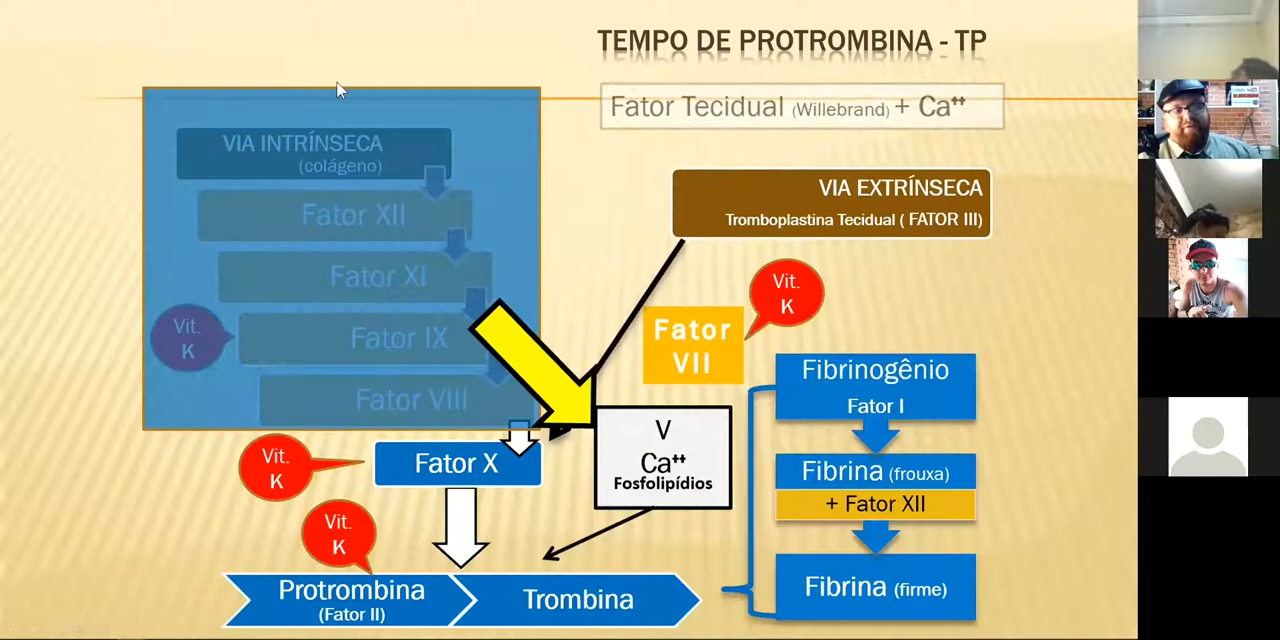 TEMPO DE PROTROMBINA - TP
Fator Tecidual (Willebrand) + Ca⁺⁺
VIA INTRÍNSECA
(colágeno)
Fator XII
Fator XI
Vit.
K
Fator IX
Fator VIII
VIA EXTRÍNSECA
Tromboplastina Tecidual ( FATOR III)
Vit.
K
Fator
VII
V
Ca⁺⁺
Fosfolipídios
Vit.
K
Fator X
Vit.
K
Protrombina
(Fator II)
Trombina
Fibrinogênio
Fator I
Fibrina (frouxa)
+ Fator XII
Fibrina (firme)